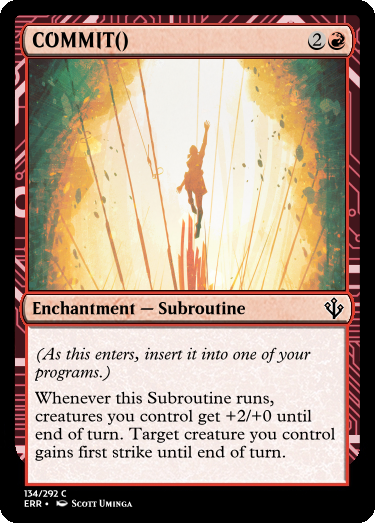 COMMIT() 2
Enchantment — Subroutine
(As this enters, insert it into one of your
programs.)
Whenever this Subroutine runs,
creatures you control get +2/+0 until
end of turn. Target creature you control
gains first strike until end of turn.
134/292 C
ERR • Scott Uminga